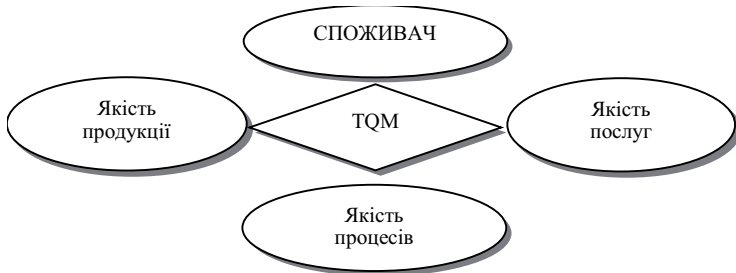 СПОЖИВАЧ
Якість
продукції
TQM
Якість
послуг
Якість
процесів